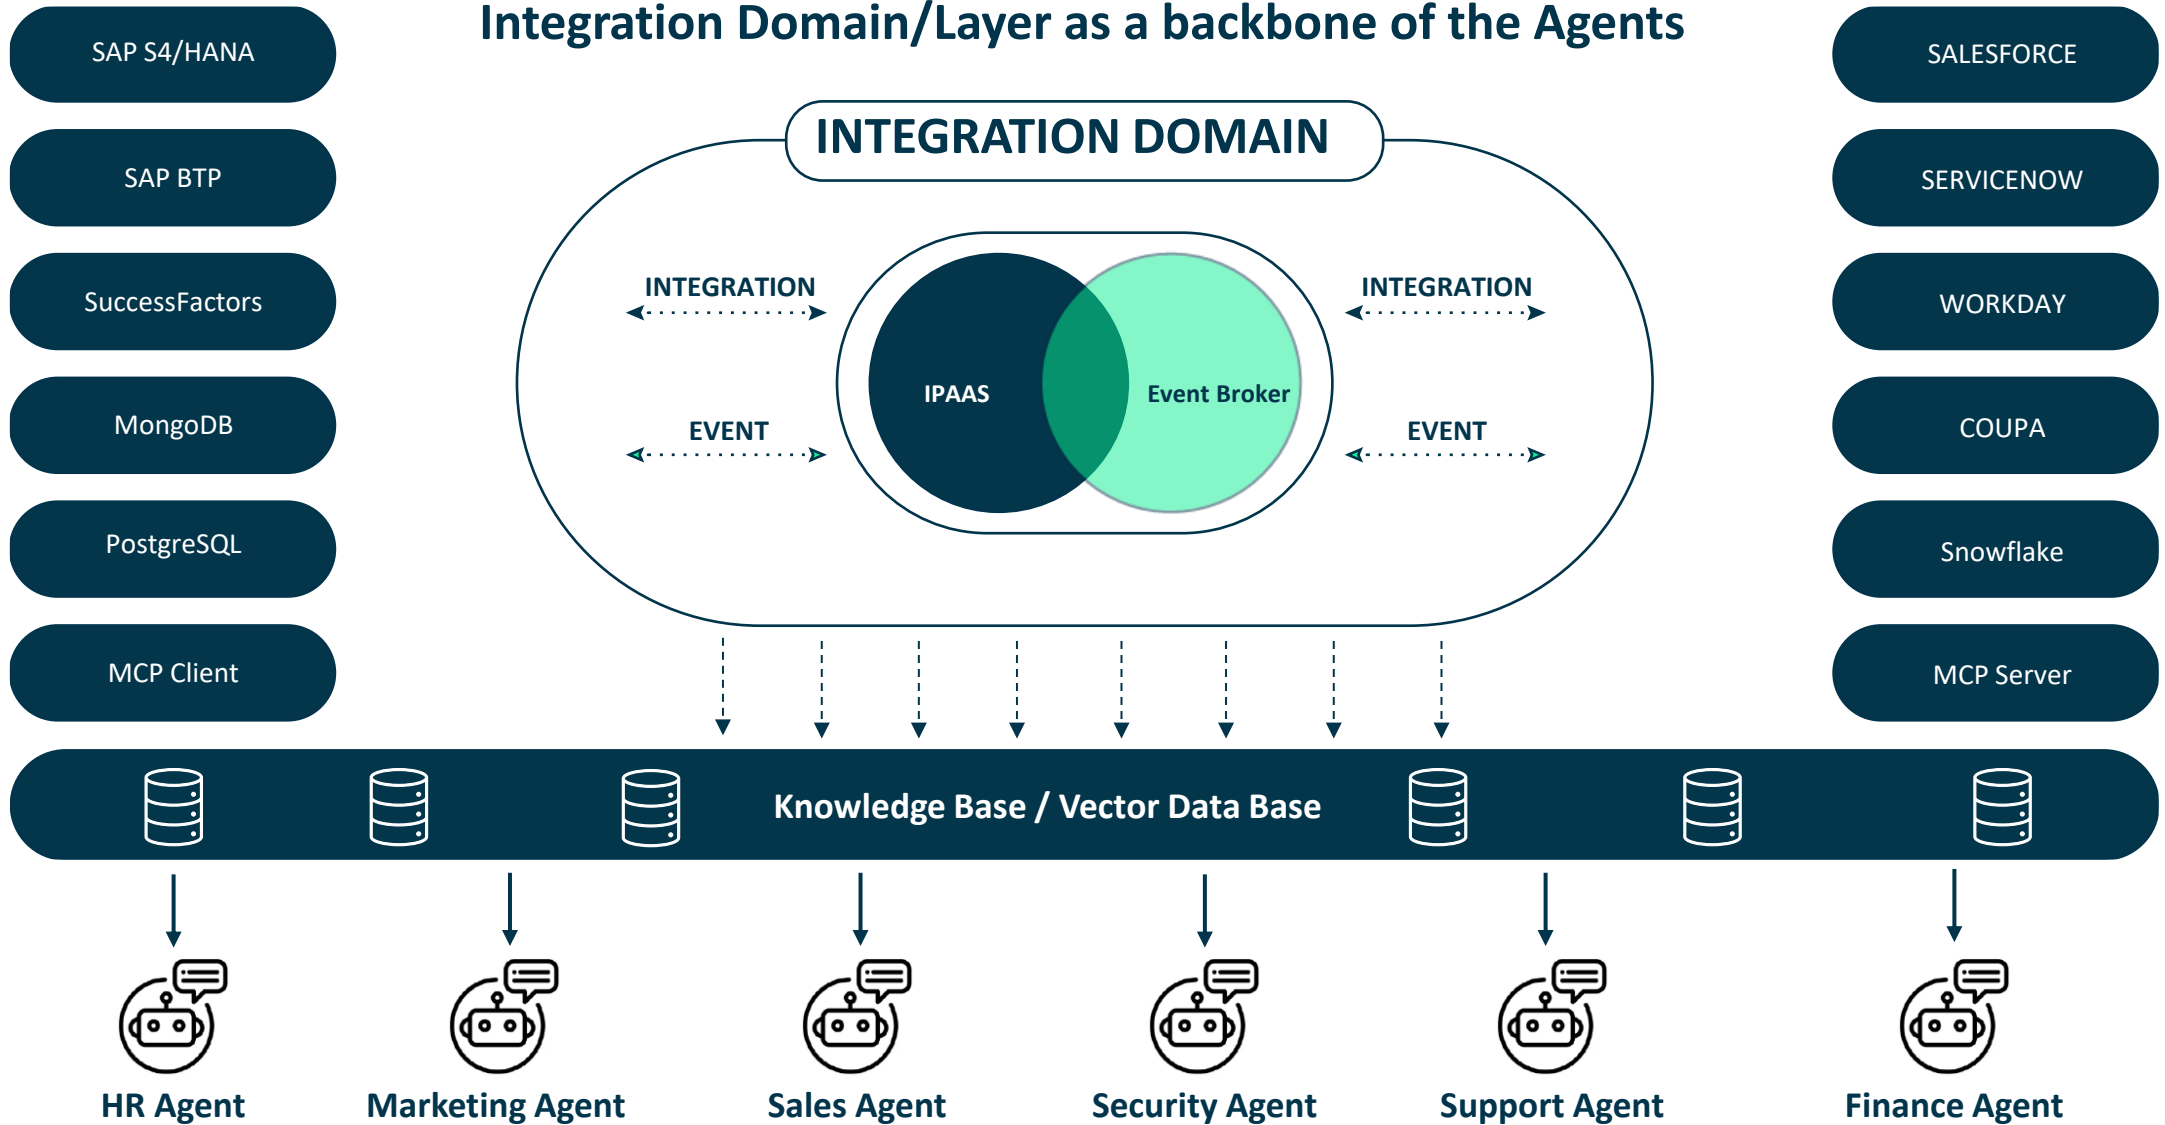 Integration Domain/Layer as a backbone of the Agents
SAP S4/HANA
SAP BTP
SuccessFactors
MongoDB
PostgreSQL
MCP Client
INTEGRATION DOMAIN
INTEGRATION
EVENT
IPAAS
Event Broker
INTEGRATION
EVENT
SALESFORCE
SERVICENOW
WORKDAY
COUPA
Snowflake
MCP Server
Knowledge Base / Vector Data Base
HR Agent
Marketing Agent
Sales Agent
Security Agent
Support Agent
Finance Agent